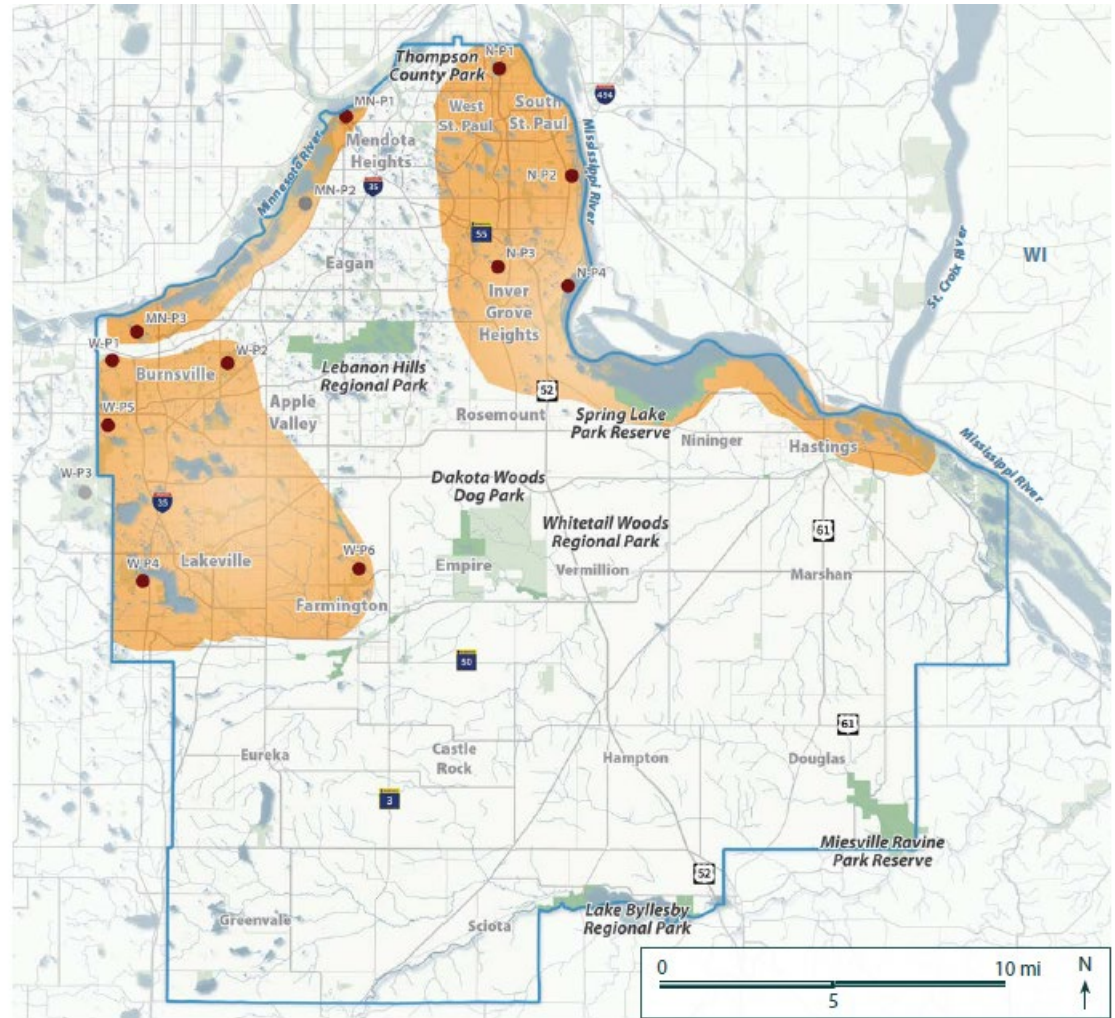 Thompson
County Park
N-P1
494
MN-P1
West
St. Paul
South
St. Paul
Mississippi
River
Mendota
Heights
Minnesota River
35
N-P2
MN-P2
55
N-P3
N-P4
Eagan
Inver
Grove
Heights
St. Croix River
WI
MN-P3
W-P1
W-P2
Burnsville
Lebanon Hills
Regional Park
52
Apple
Valley
Rosemount
Spring Lake
Park Reserve
W-P5
Nininger
Hastings
Mississippi River
W-P3
35
Dakota Woods
Dog Park
Whitetail Woods
Regional Park
61
W-P4
Lakeville
W-P6
Empire
Vermillion
Marshan
Farmington
50
61
Eureka
Castle
Rock
Hampton
Douglas
3
Miesville Ravine
Park Reserve
52
Greenvale
Sciota
Lake Byllesby
Regional Park
0
10 mi
N
5